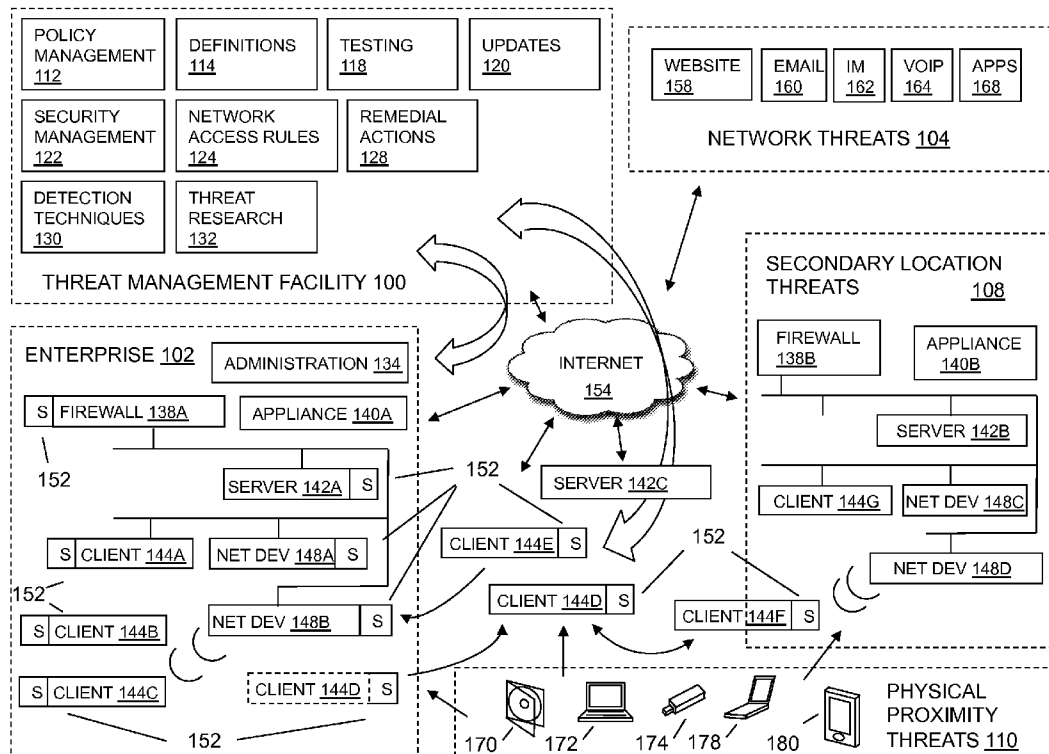 POLICY
MANAGEMENT
112
DEFINITIONS
114
TESTING
118
UPDATES
120
SECURITY
MANAGEMENT
122
NETWORK
ACCESS RULES
124
REMEDIAL
ACTIONS
128
DETECTION
TECHNIQUES
130
THREAT
RESEARCH
132
THREAT MANAGEMENT FACILITY 100
WEBSITE
158
EMAIL
160
IM
162
VOIP
164
APPS
168
NETWORK THREATS 104
INTERNET
154
ENTERPRISE 102
ADMINISTRATION 134
S FIREWALL 138A
APPLIANCE 140A
152
SERVER 142A S
S CLIENT 144A
NET DEV 148A S
152
S CLIENT 144B
NET DEV 148B S
S CLIENT 144C
CLIENT 144D S
152
152
SERVER 142C
CLIENT 144E S
152
CLIENT 144D S
CLIENT 144F S
SECONDARY LOCATION
THREATS 108
FIREWALL
138B
APPLIANCE
140B
SERVER 142B
CLIENT 144G
NET DEV 148C
NET DEV 148D
170
172
174
178
180
PHYSICAL
PROXIMITY
THREATS 110